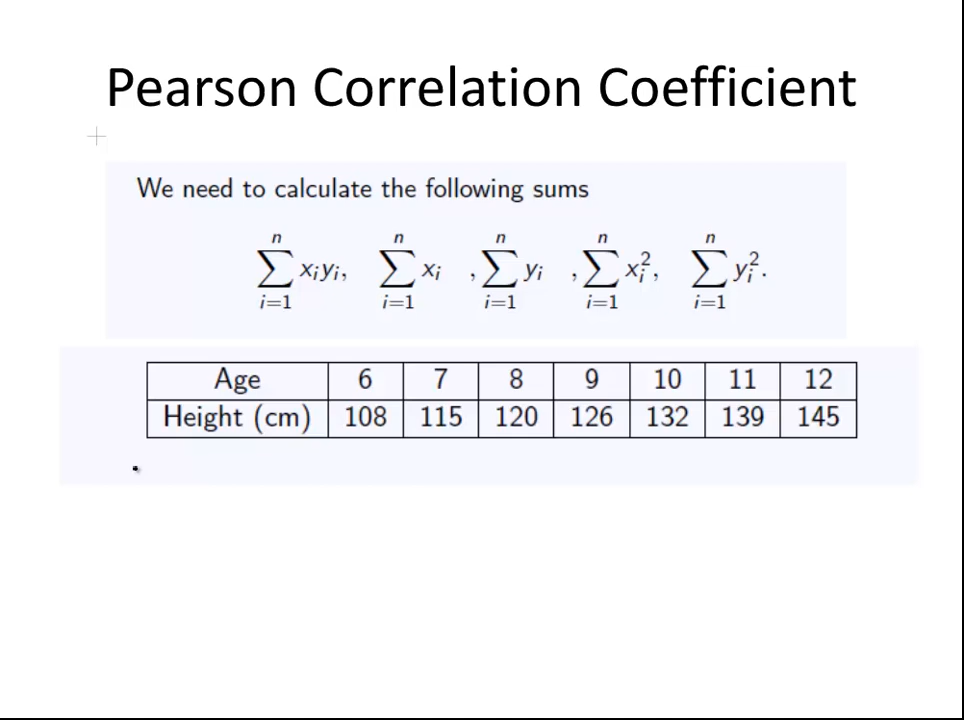 Pearson Correlation Coefficient
We need to calculate the following sums
n n n n n
∑ xᵢyᵢ, ∑ xᵢ , ∑ yᵢ , ∑ xᵢ², ∑ yᵢ².
i=1 i=1 i=1 i=1 i=1
Age 6 7 8 9 10 11 12
Height (cm) 108 115 120 126 132 139 145